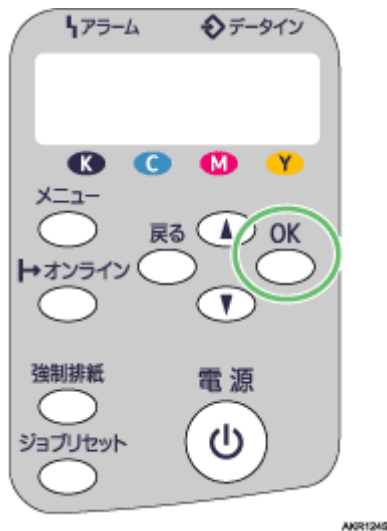 アラーム データイン
K C M Y
メニュー
戻る OK
オンライン
強制排紙
電源
ジョブリセット
AKR124S